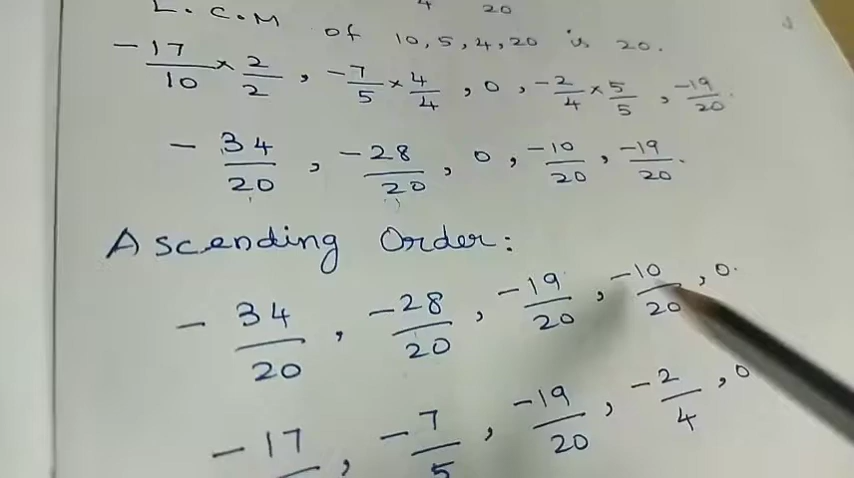 4 20
L.C.M of 10, 5, 4, 20 is 20.
-17/10 × 2/2, -7/5 × 4/4, 0, -2/4 × 5/5, -19/20.
-34/20, -28/20, 0, -10/20, -19/20.
Ascending Order:
-34/20, -28/20, -19/20, -10/20, 0.
-17, -7/5, -19/20, -2/4, 0